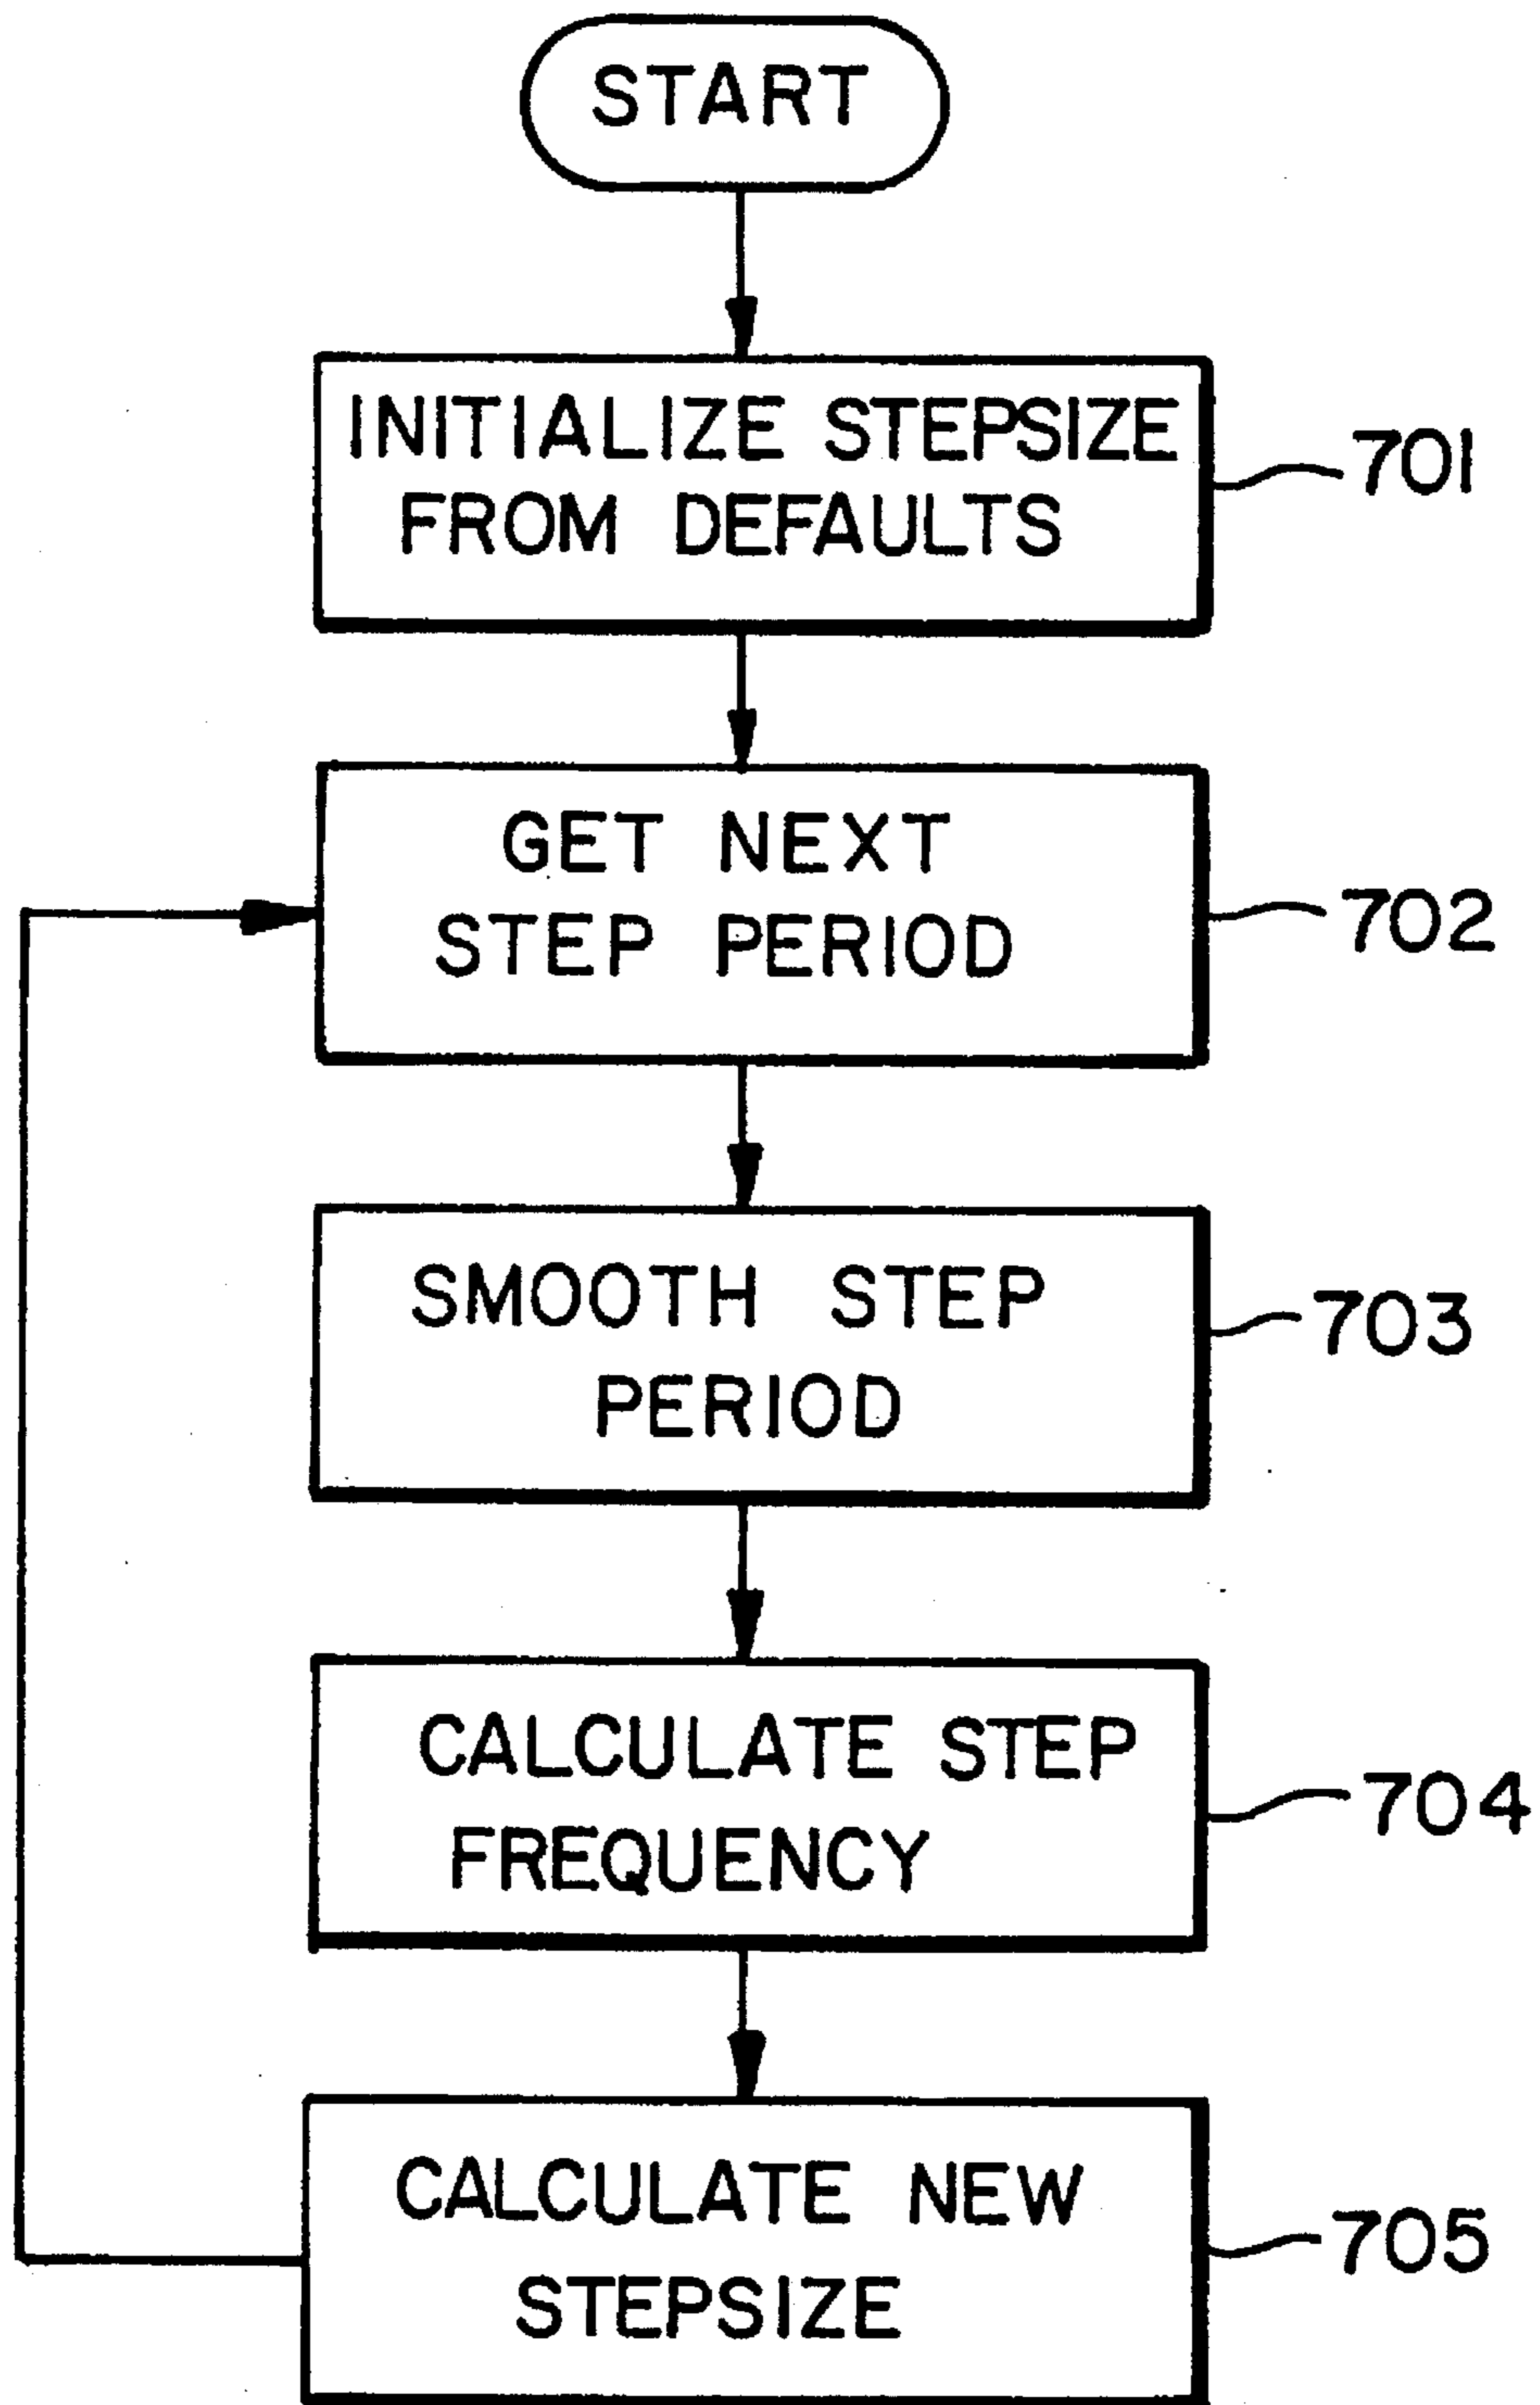 START
INITIALIZE STEPSIZE
FROM DEFAULTS
701
GET NEXT
STEP PERIOD
702
SMOOTH STEP
PERIOD
703
CALCULATE STEP
FREQUENCY
704
CALCULATE NEW
STEPSIZE
705